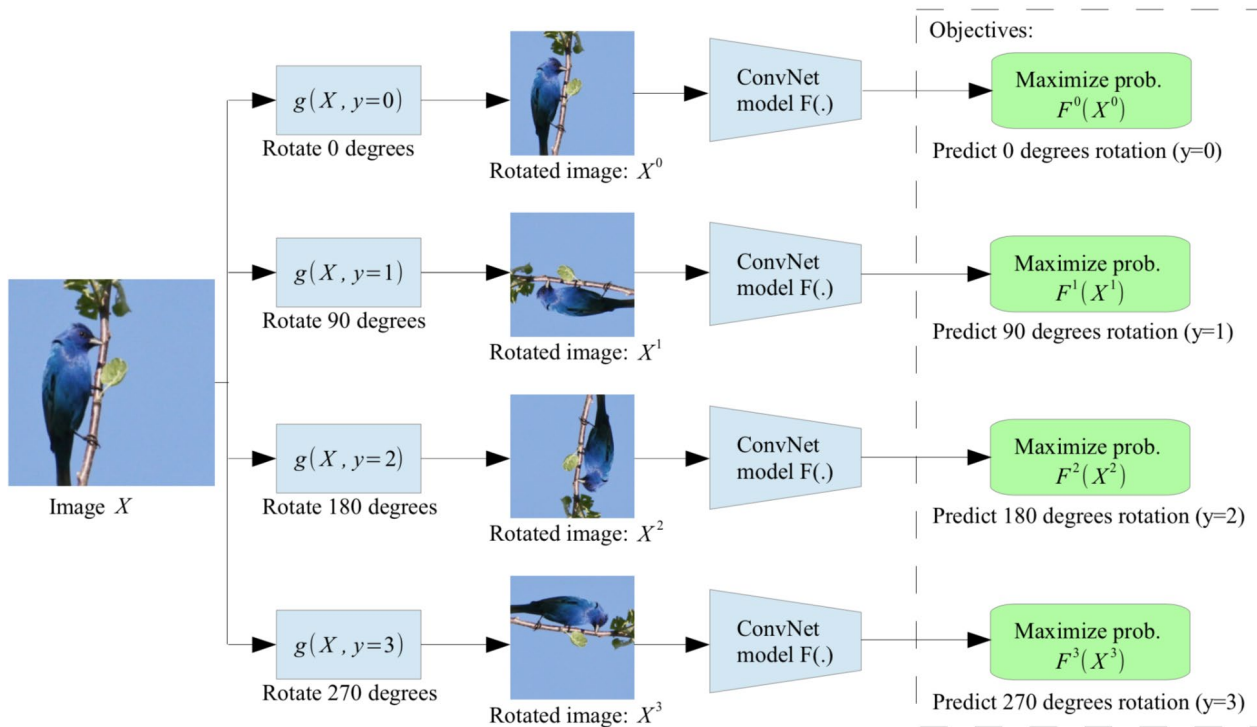 Objectives:
g(X, y=0)
Rotate 0 degrees
Rotated image: X⁰
ConvNet
model F(.)
Maximize prob.
F⁰(X⁰)
Predict 0 degrees rotation (y=0)
g(X, y=1)
Rotate 90 degrees
Rotated image: X¹
ConvNet
model F(.)
Maximize prob.
F¹(X¹)
Predict 90 degrees rotation (y=1)
Image X
g(X, y=2)
Rotate 180 degrees
Rotated image: X²
ConvNet
model F(.)
Maximize prob.
F²(X²)
Predict 180 degrees rotation (y=2)
g(X, y=3)
Rotate 270 degrees
Rotated image: X³
ConvNet
model F(.)
Maximize prob.
F³(X³)
Predict 270 degrees rotation (y=3)